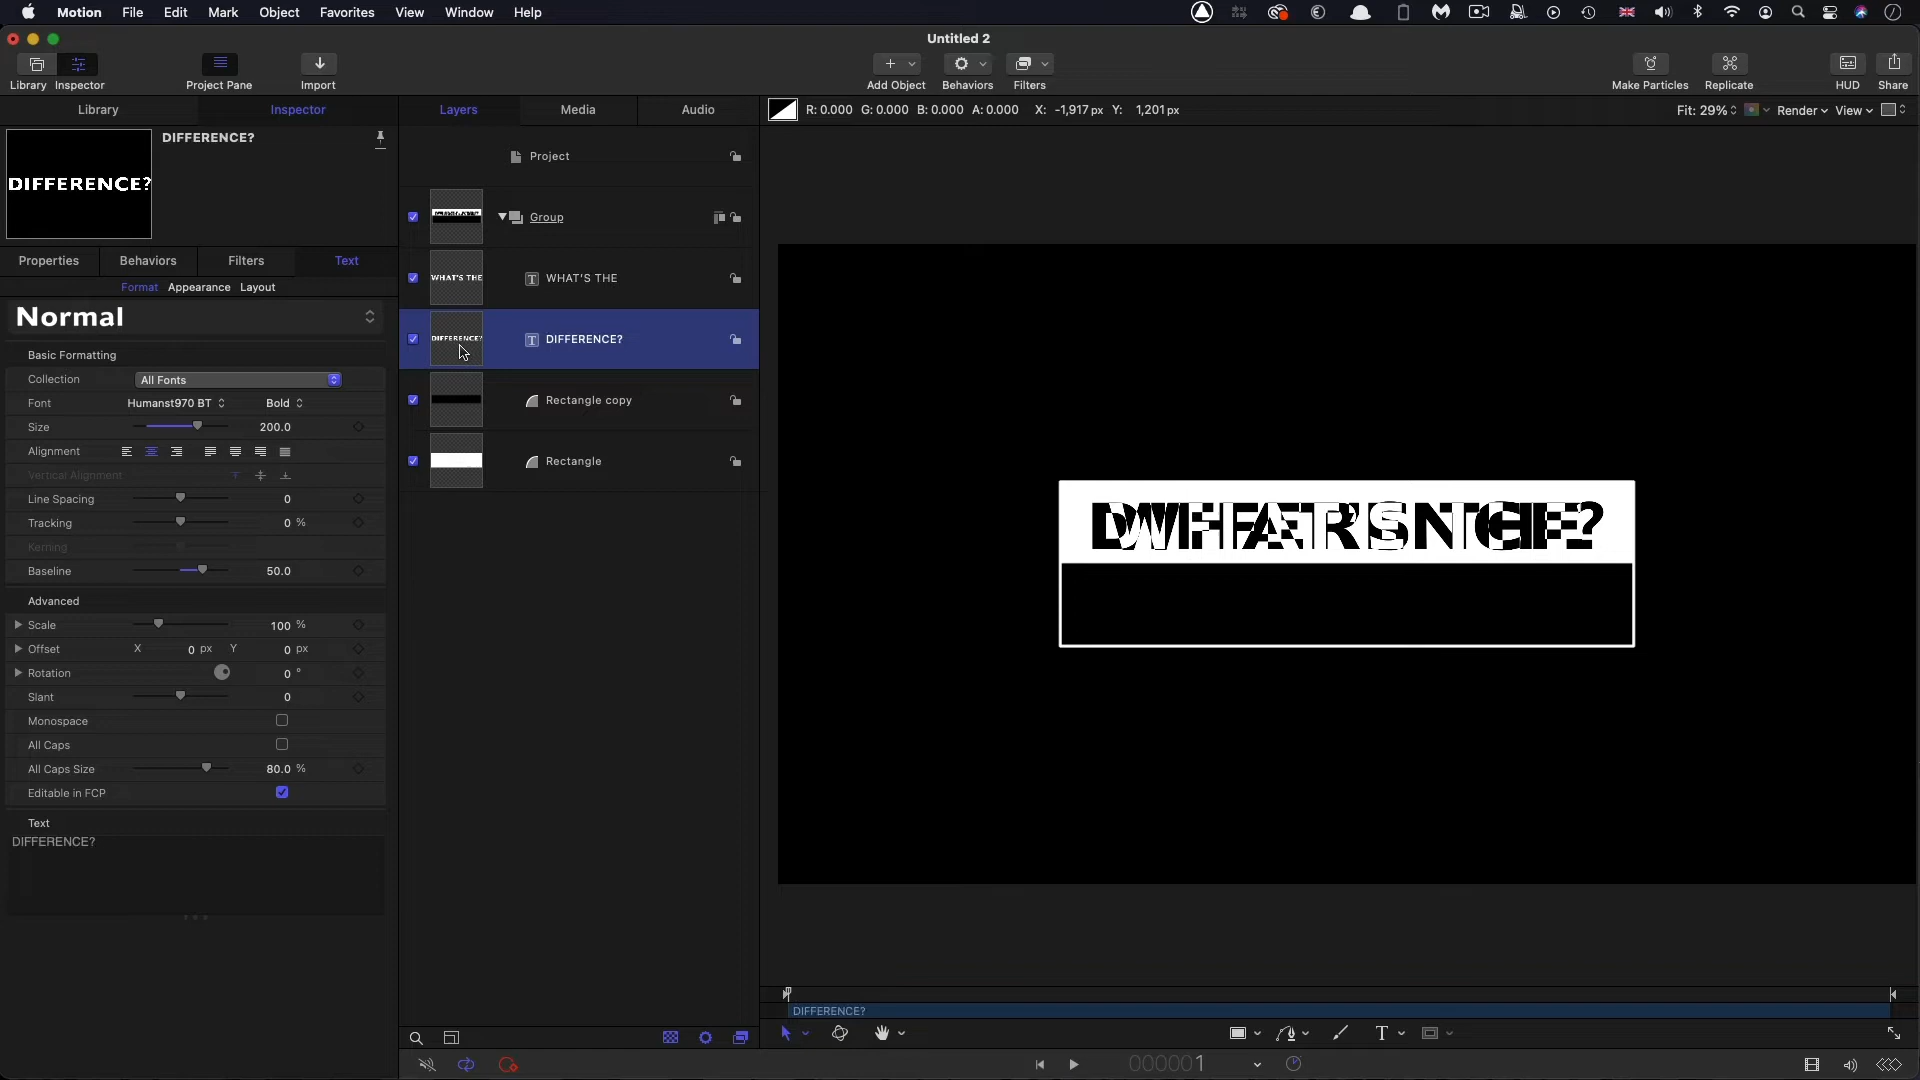 Motion File Edit Mark Object Favorites View Window Help
Untitled 2
Library Inspector Project Pane Import Add Object Behaviors Filters Make Particles Replicate HUD Share
Library Inspector Layers Media Audio R: 0.000 G: 0.000 B: 0.000 A: 0.000 X: -1,917 px Y: 1,201 px Fit: 29% Render View
DIFFERENCE?
DIFFERENCE?
Properties Behaviors Filters Text
Format Appearance Layout
Normal
Basic Formatting
Collection All Fonts
Font Humanst970 BT Bold
Size 200.0
Alignment
Vertical Alignment
Line Spacing 0
Tracking 0 %
Kerning
Baseline 50.0
Advanced
Scale 100 %
Offset X 0 px Y 0 px
Rotation 0 °
Slant 0
Monospace
All Caps
All Caps Size 80.0 %
Editable in FCP
Text
DIFFERENCE?
Project
Group
WHAT'S THE WHAT'S THE
DIFFERENCE? DIFFERENCE?
Rectangle copy
Rectangle
DIFFERENCE?
T
000001